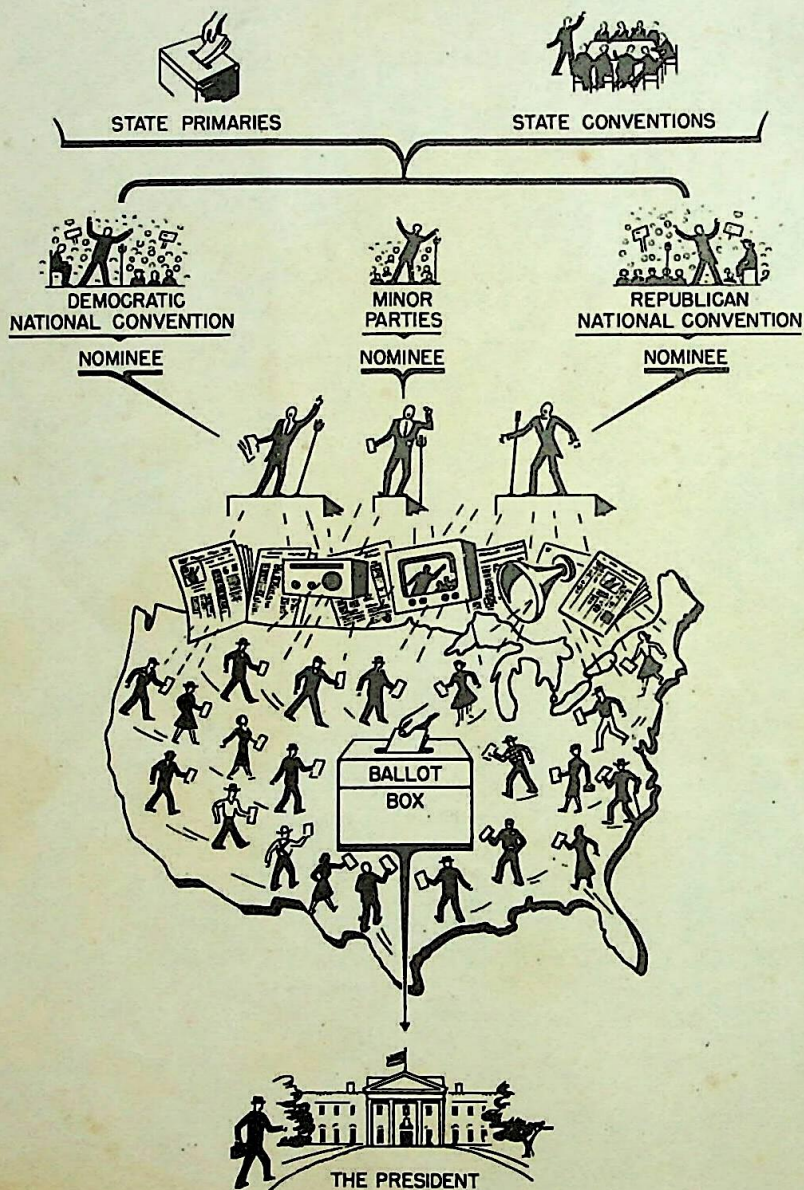 STATE PRIMARIES
STATE CONVENTIONS
DEMOCRATIC
NATIONAL CONVENTION
NOMINEE
MINOR
PARTIES
NOMINEE
REPUBLICAN
NATIONAL CONVENTION
NOMINEE
BALLOT
BOX
THE PRESIDENT